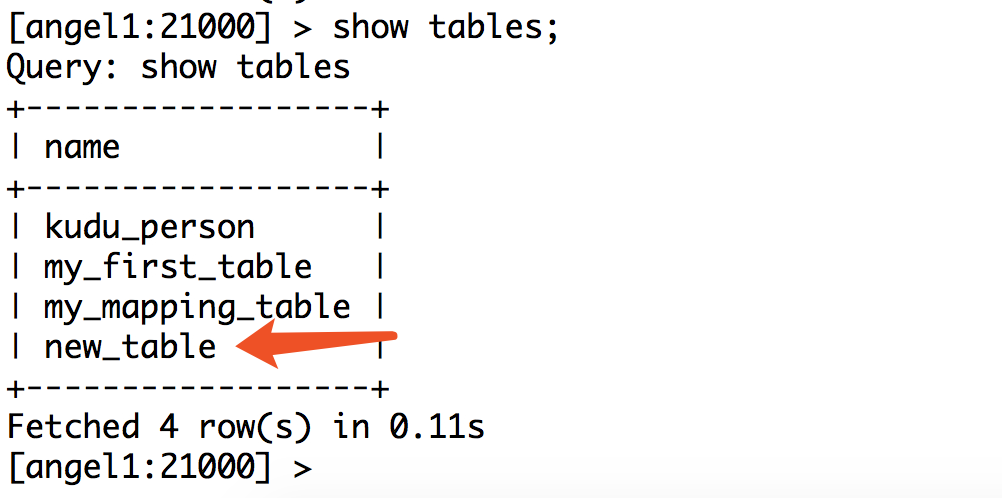 [angel1:21000] > show tables;
Query: show tables
+------------------+
| name             |
+------------------+
| kudu_person      |
| my_first_table   |
| my_mapping_table |
| new_table        |
+------------------+
Fetched 4 row(s) in 0.11s
[angel1:21000] >